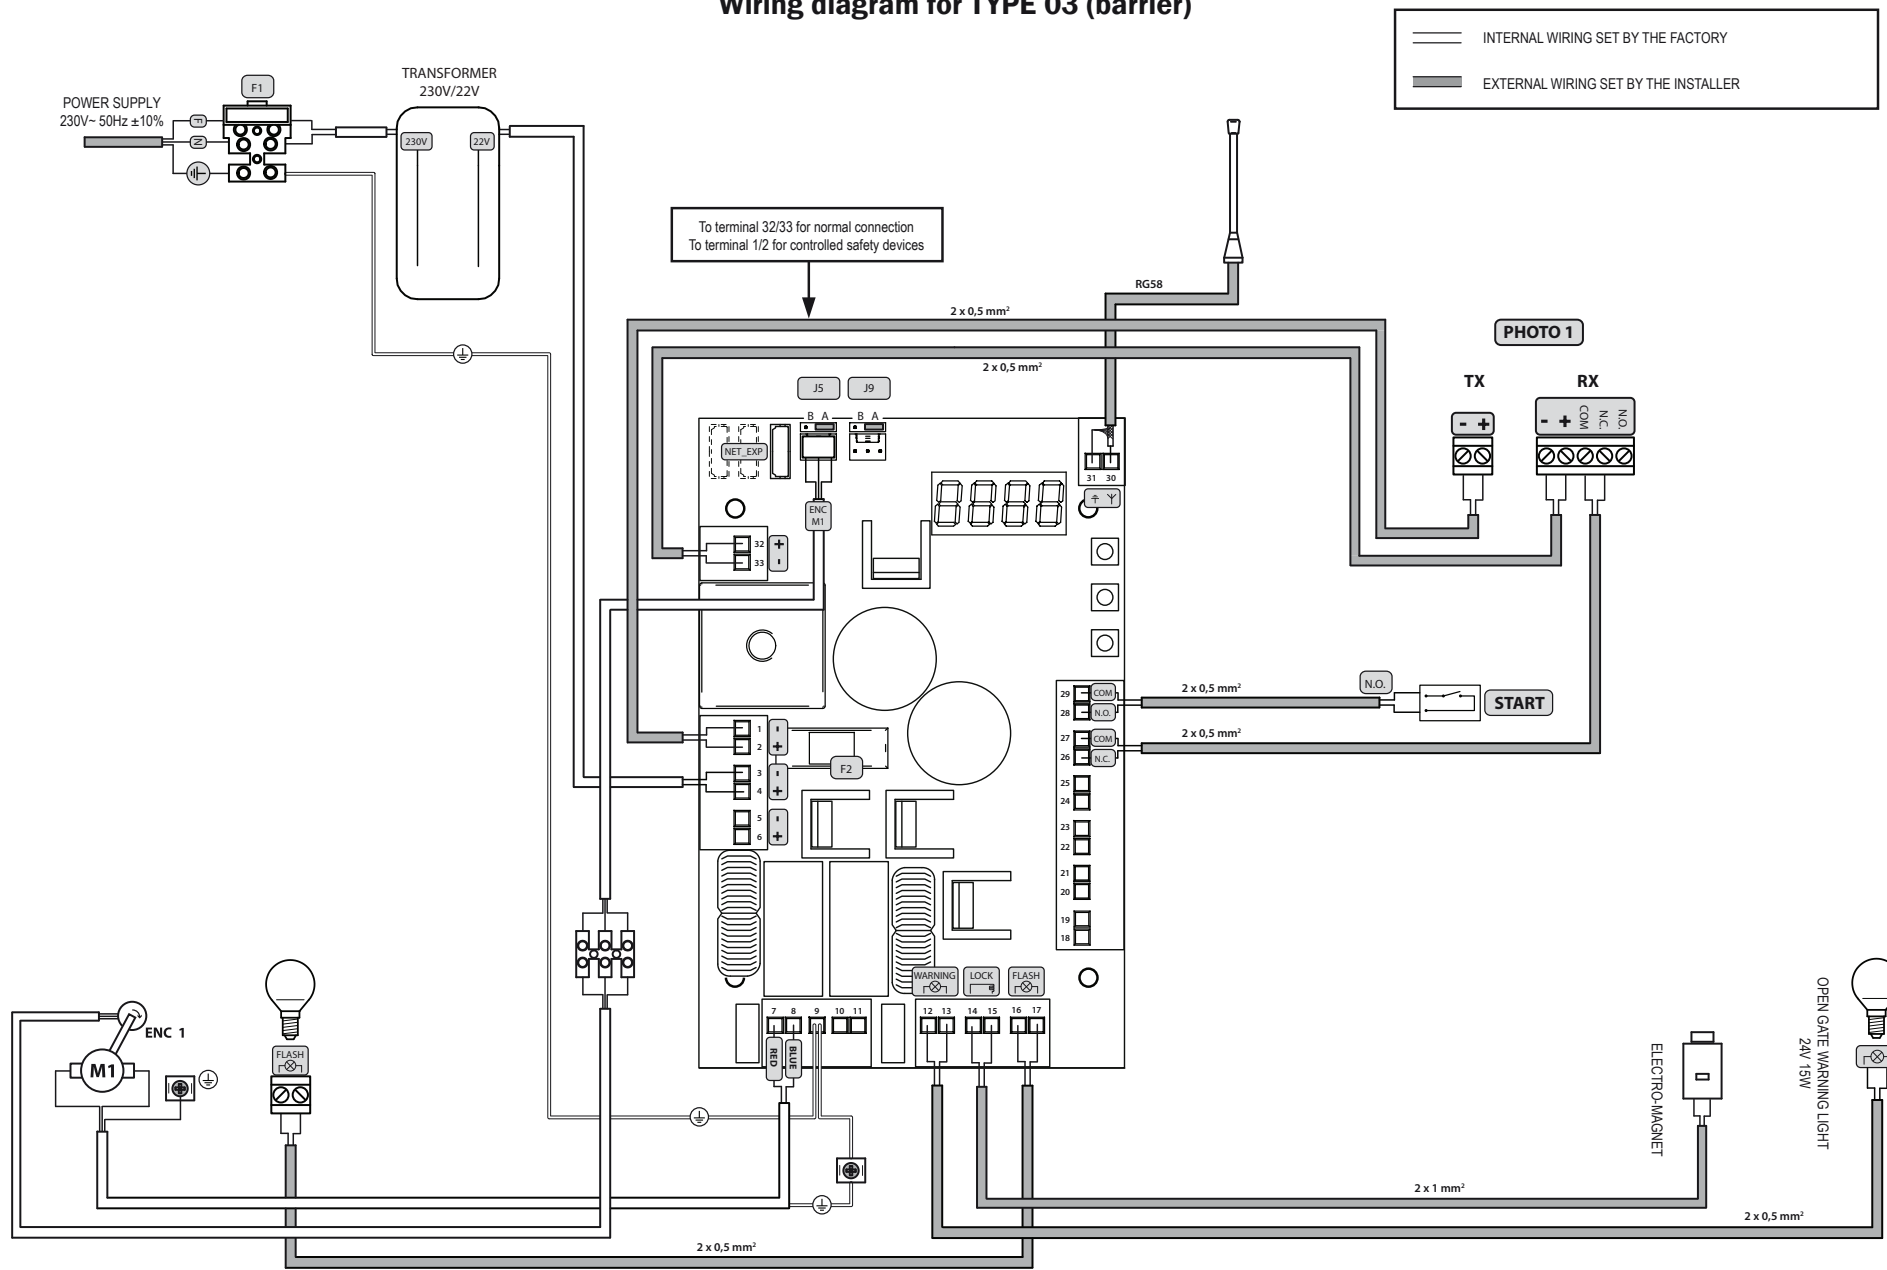 Wiring diagram for TYPE 03 (barrier)
INTERNAL WIRING SET BY THE FACTORY
EXTERNAL WIRING SET BY THE INSTALLER
POWER SUPPLY
230V~ 50Hz ±10%
F1
F
N
TRANSFORMER
230V/22V
230V
22V
To terminal 32/33 for normal connection
To terminal 1/2 for controlled safety devices
RG58
2 x 0,5 mm²
2 x 0,5 mm²
PHOTO 1
TX
RX
- +
- + COM N.C. N.O.
J5
J9
B A
B A
NET_EXP
ENC
M1
31 30
32 +
33 -
1 -
2 +
3 -
4 +
5 -
6 +
F2
29 COM
28 N.O.
27 COM
26 N.C.
25
24
23
22
21
20
19
18
2 x 0,5 mm²
N.O.
START
2 x 0,5 mm²
WARNING
LOCK
FLASH
7 8 9 10 11
12 13 14 15 16 17
RED
BLUE
ENC 1
M1
FLASH
ELECTRO-MAGNET
OPEN GATE WARNING LIGHT
24V 15W
2 x 1 mm²
2 x 0,5 mm²
2 x 0,5 mm²